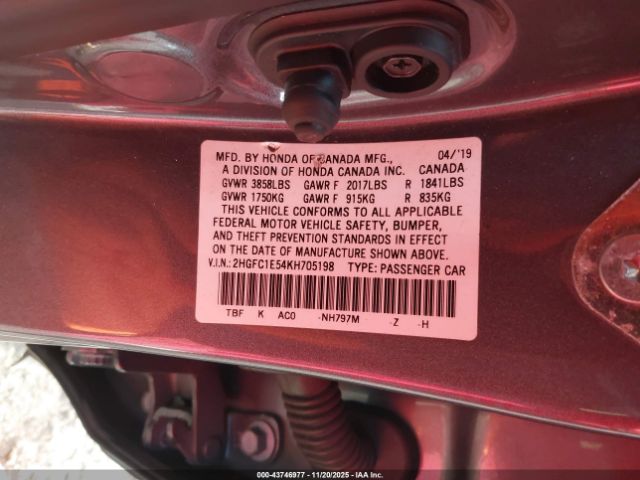 MFD. BY HONDA OF CANADA MFG., 04/'19
A DIVISION OF HONDA CANADA INC. CANADA
GVWR 3858LBS GAWR F 2017LBS R 1841LBS
GVWR 1750KG GAWR F 915KG R 835KG
THIS VEHICLE CONFORMS TO ALL APPLICABLE
FEDERAL MOTOR VEHICLE SAFETY, BUMPER,
AND THEFT PREVENTION STANDARDS IN EFFECT
ON THE DATE OF MANUFACTURE SHOWN ABOVE.
V.I.N.: 2HGFC1E54KH705198 TYPE: PASSENGER CAR
TBF K AC0 -NH797M -Z -H
<< 000-43746977 - 11/20/2025 - IAA. Inc. >>